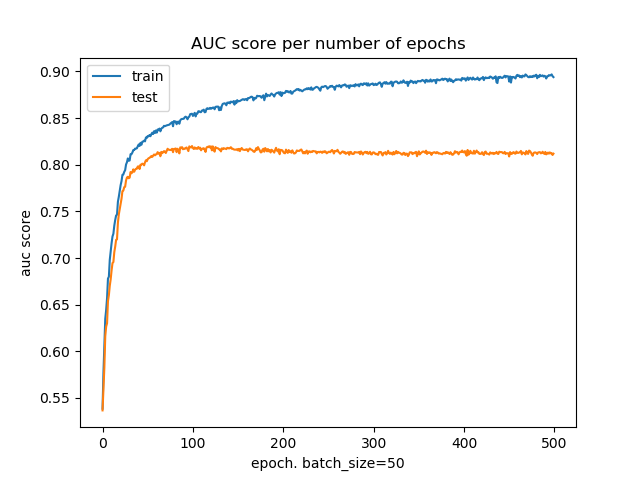 AUC score per number of epochs
train
test
0.90
0.85
0.80
0.75
0.70
0.65
0.60
0.55
auc score
0 100 200 300 400 500
epoch. batch_size=50